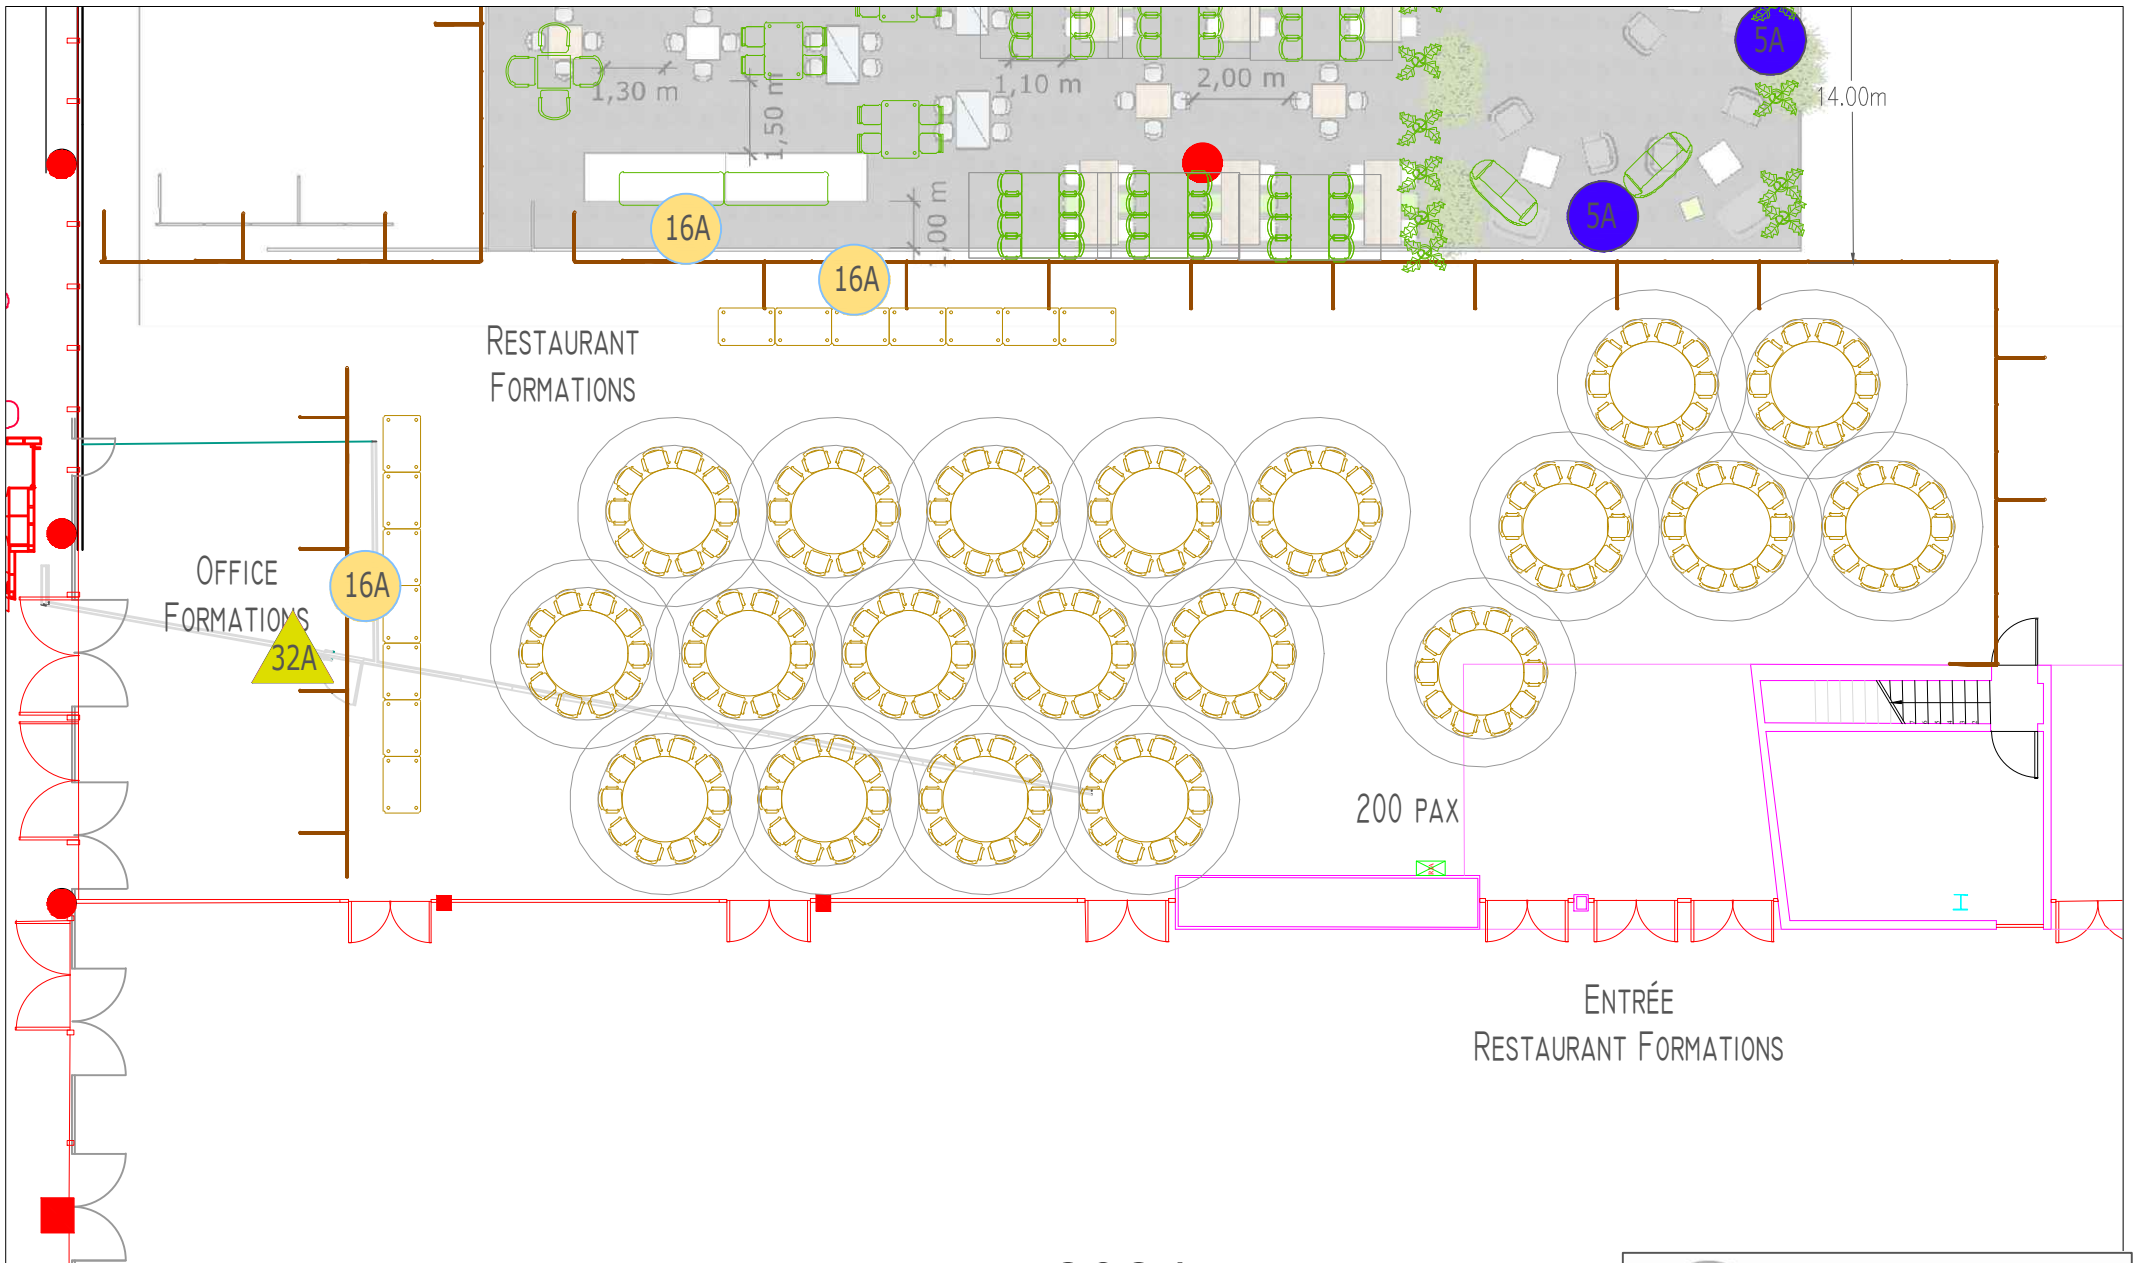 5A
1,30 m
1,10 m
2,00 m
14.00m
1,50 m
16A
1,00 m
5A
16A
RESTAURANT
FORMATIONS
OFFICE
FORMATIONS
16A
32A
200 PAX
ENTRÉE
RESTAURANT FORMATIONS